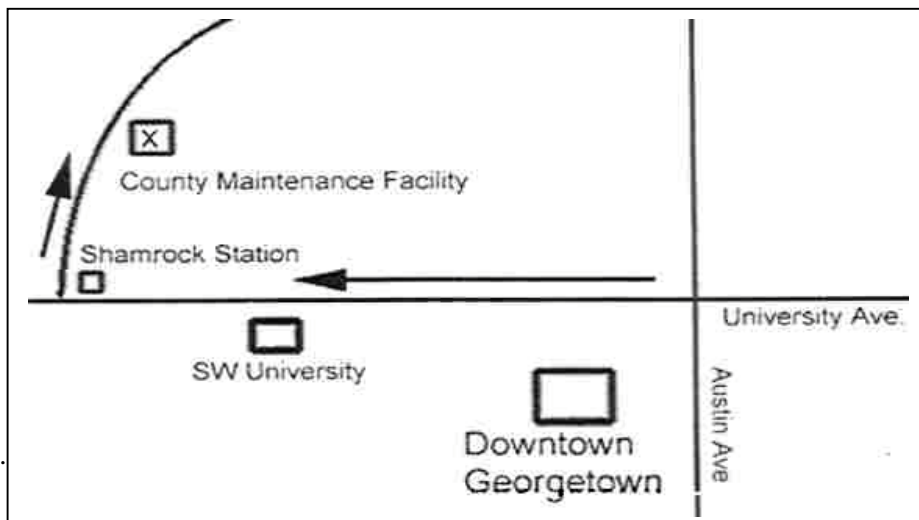 X
County Maintenance Facility
Shamrock Station
University Ave.
SW University
Austin Ave
Downtown
Georgetown